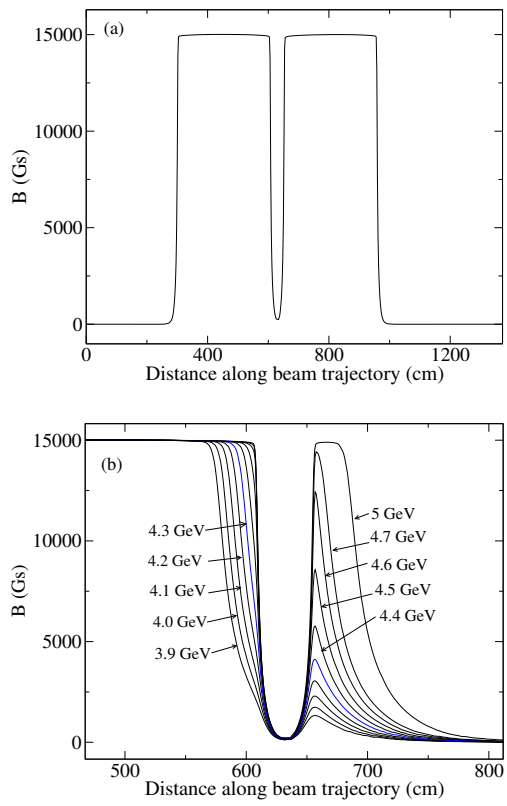 (a)
15000
10000
5000
0
B (Gs)
0 400 800 1200
Distance along beam trajectory (cm)
(b)
15000
10000
5000
0
B (Gs)
4.3 GeV
4.2 GeV
4.1 GeV
4.0 GeV
3.9 GeV
5 GeV
4.7 GeV
4.6 GeV
4.5 GeV
4.4 GeV
500 600 700 800
Distance along beam trajectory (cm)